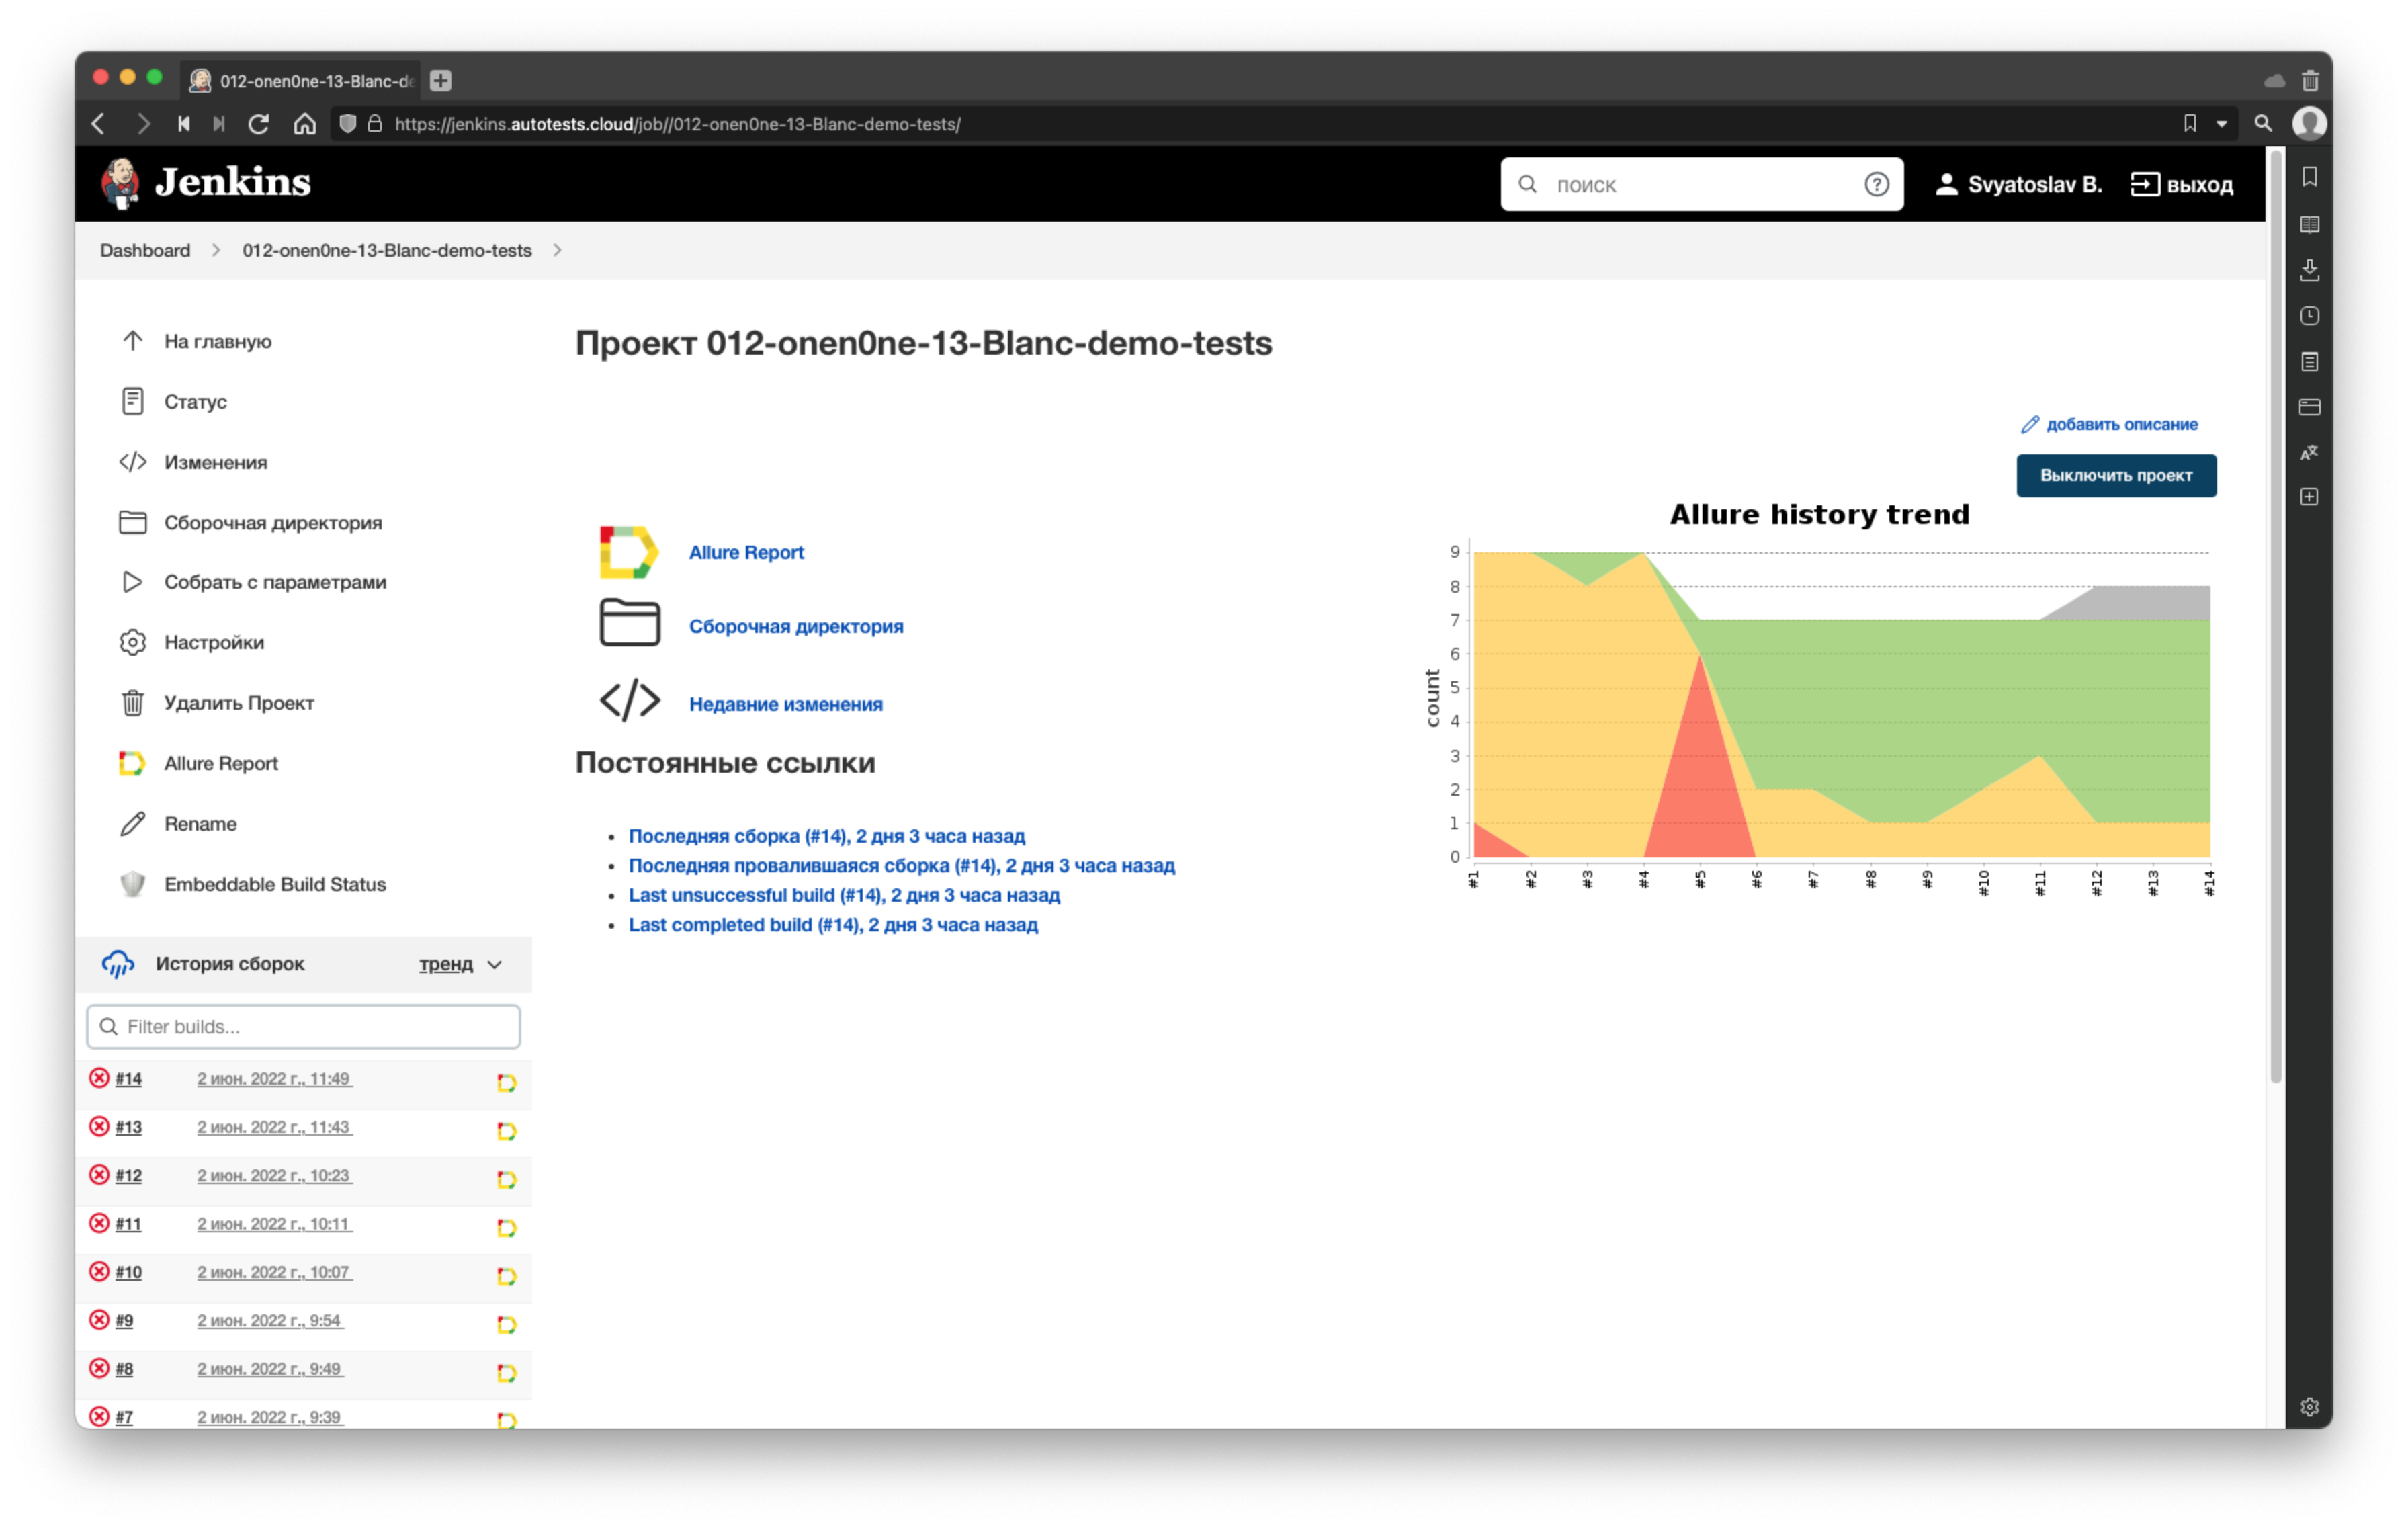 012-onen0ne-13-Blanc-de
https://jenkins.autotests.cloud/job//012-onen0ne-13-Blanc-demo-tests/
Jenkins
поиск
Svyatoslav B.
выход
Dashboard
012-onen0ne-13-Blanc-demo-tests
На главную
Статус
Изменения
Сборочная директория
Собрать с параметрами
Настройки
Удалить Проект
Allure Report
Rename
Embeddable Build Status
История сборок
тренд
Filter builds...
#14 2 июн. 2022 г., 11:49
#13 2 июн. 2022 г., 11:43
#12 2 июн. 2022 г., 10:23
#11 2 июн. 2022 г., 10:11
#10 2 июн. 2022 г., 10:07
#9 2 июн. 2022 г., 9:54
#8 2 июн. 2022 г., 9:49
#7 2 июн. 2022 г., 9:39
Проект 012-onen0ne-13-Blanc-demo-tests
добавить описание
Выключить проект
Allure Report
Сборочная директория
Недавние изменения
Постоянные ссылки
Последняя сборка (#14), 2 дня 3 часа назад
Последняя провалившаяся сборка (#14), 2 дня 3 часа назад
Last unsuccessful build (#14), 2 дня 3 часа назад
Last completed build (#14), 2 дня 3 часа назад
Allure history trend
count
9
8
7
6
5
4
3
2
1
0
#1 #2 #3 #4 #5 #6 #7 #8 #9 #10 #11 #12 #13 #14